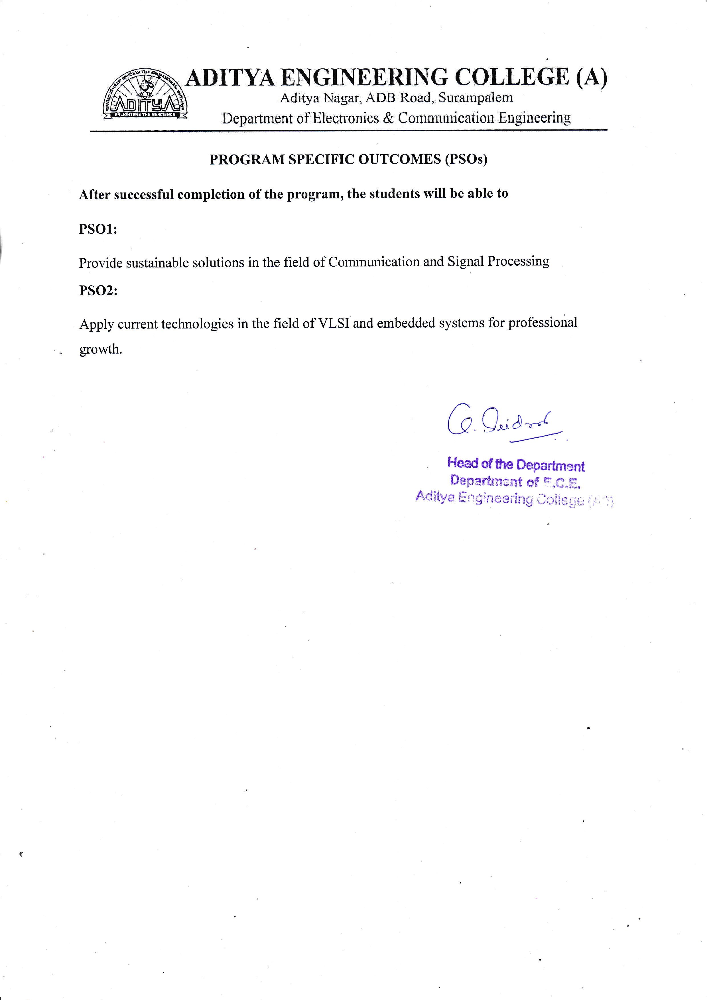 ADITYA ENGINEERING COLLEGE (A)
Aditya Nagar, ADB Road, Surampalem
Department of Electronics & Communication Engineering
ADITYA
ENLIGHTENS THE NESCIENCE
PROGRAM SPECIFIC OUTCOMES (PSOs)
After successful completion of the program, the students will be able to
PSO1:
Provide sustainable solutions in the field of Communication and Signal Processing
PSO2:
Apply current technologies in the field of VLSI and embedded systems for professional
growth.
Head of the Department
Department of E.C.E.
Aditya Engineering College